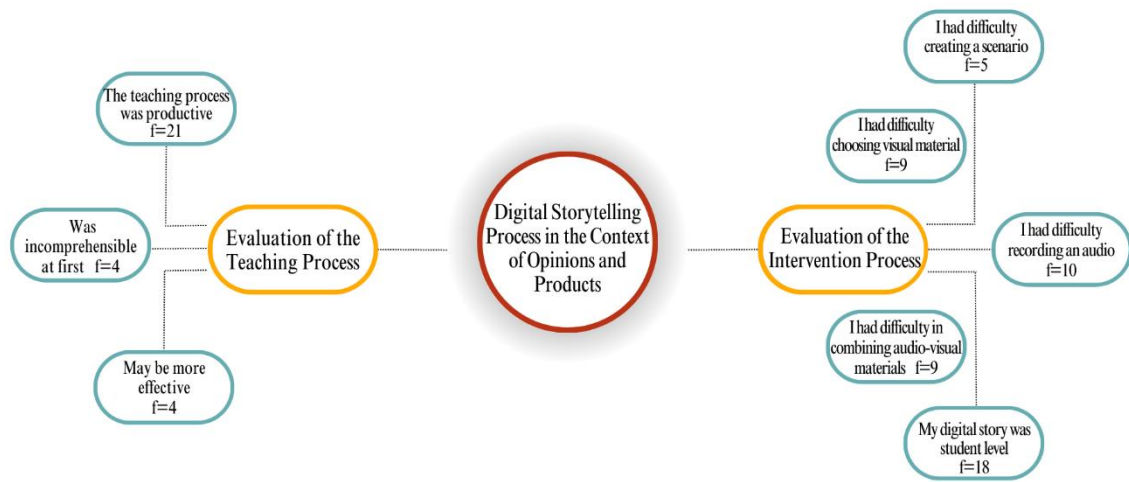 The teaching process
was productive
f=21
Was
incomprehensible
at first f=4
May be more
effective
f=4
Evaluation of the
Teaching Process
Digital Storytelling
Process in the Context
of Opinions and
Products
Evaluation of the
Intervention Process
I had difficulty
creating a scenario
f=5
I had difficulty
choosing visual material
f=9
I had difficulty
recording an audio
f=10
I had difficulty in
combining audio-visual
materials f=9
My digital story was
student level
f=18